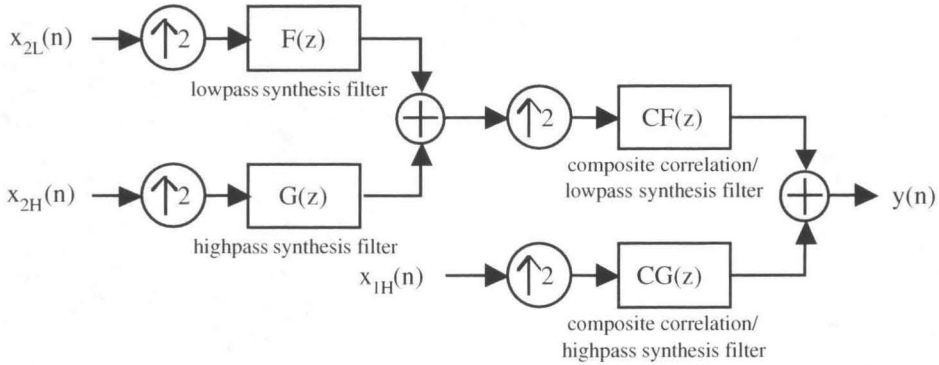 x2L(n)
↑2
F(z)
lowpass synthesis filter
+
↑2
CF(z)
composite correlation/
lowpass synthesis filter
x2H(n)
↑2
G(z)
highpass synthesis filter
+
y(n)
x1H(n)
↑2
CG(z)
composite correlation/
highpass synthesis filter